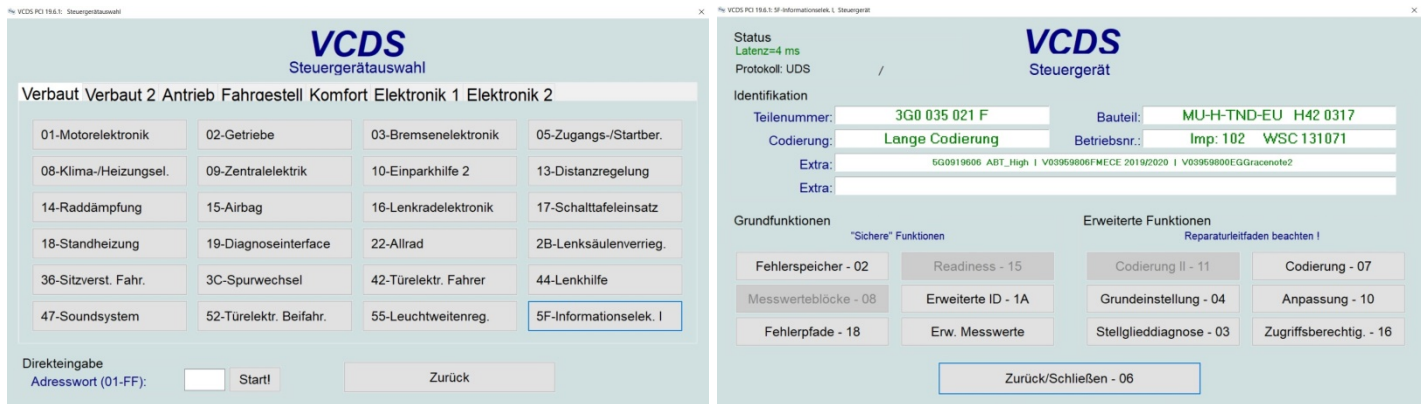 VCDS PCI 19.6.1: Steuergerätauswahl
VCDS
Steuergerätauswahl
Verbaut Verbaut 2 Antrieb Fahrgestell Komfort Elektronik 1 Elektronik 2
01-Motorelektronik 02-Getriebe 03-Bremsenelektronik 05-Zugangs-/Startber.
08-Klima-/Heizungsel. 09-Zentralelektrik 10-Einparkhilfe 2 13-Distanzregelung
14-Raddämpfung 15-Airbag 16-Lenkradelektronik 17-Schalttafeleinsatz
18-Standheizung 19-Diagnoseinterface 22-Allrad 2B-Lenksäulenverrieg.
36-Sitzverst. Fahr. 3C-Spurwechsel 42-Türelektr. Fahrer 44-Lenkhilfe
47-Soundsystem 52-Türelektr. Beifahr. 55-Leuchtweitenreg. 5F-Informationselek. I
Direkteingabe
Adresswort (01-FF): Start! Zurück
VCDS PCI 19.6.1: 5F-Informationselek. I, Steuergerät
Status
Latenz=4 ms
VCDS
Protokoll: UDS /
Steuergerät
Identifikation
Teilenummer: 3G0 035 021 F Bauteil: MU-H-TND-EU H42 0317
Codierung: Lange Codierung Betriebsnr.: Imp: 102 WSC 131071
Extra: 5G0919606 ABT_High | V03959806FMECE 2019/2020 | V03959800EGGracenote2
Extra:
Grundfunktionen Erweiterte Funktionen
"Sichere" Funktionen Reparaturleitfaden beachten !
Fehlerspeicher - 02 Readiness - 15 Codierung II - 11 Codierung - 07
Messwerteblöcke - 08 Erweiterte ID - 1A Grundeinstellung - 04 Anpassung - 10
Fehlerpfade - 18 Erw. Messwerte Stellglieddiagnose - 03 Zugriffsberechtig. - 16
Zurück/Schließen - 06